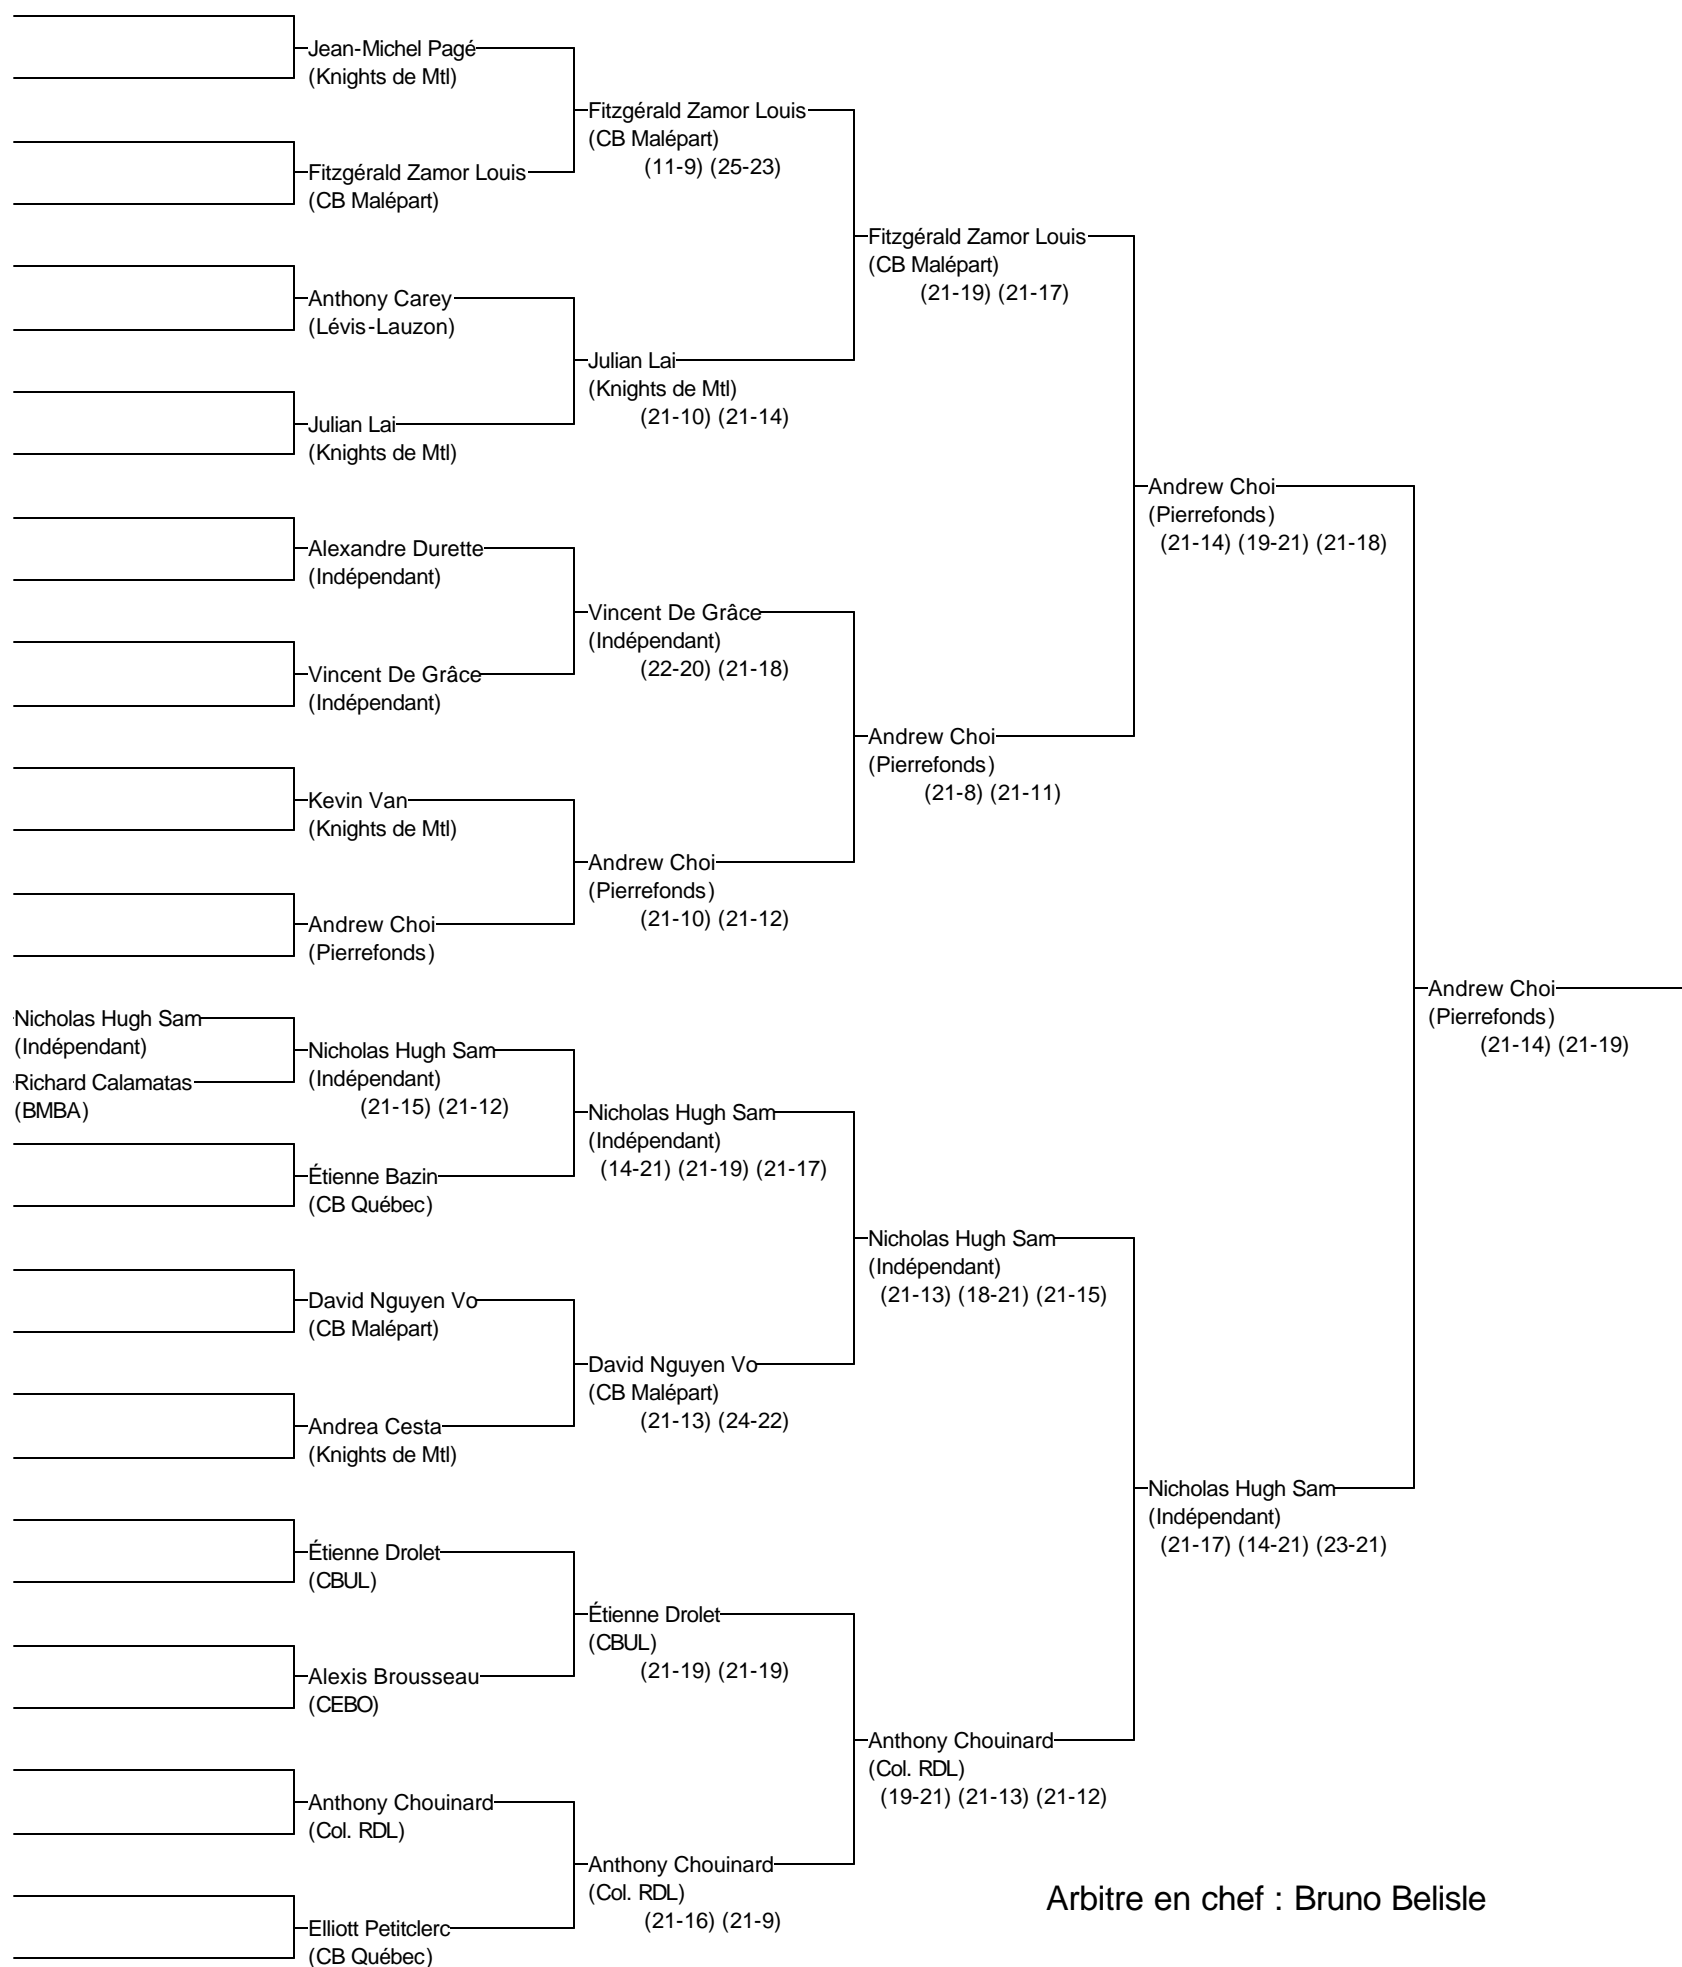 Jean-Michel Pagé
(Knights de Mtl)
Fitzgérald Zamor Louis
(CB Malépart)
(11-9) (25-23)
Fitzgérald Zamor Louis
(CB Malépart)
Fitzgérald Zamor Louis
(CB Malépart)
(21-19) (21-17)
Anthony Carey
(Lévis-Lauzon)
Julian Lai
(Knights de Mtl)
(21-10) (21-14)
Julian Lai
(Knights de Mtl)
Andrew Choi
(Pierrefonds)
(21-14) (19-21) (21-18)
Alexandre Durette
(Indépendant)
Vincent De Grâce
(Indépendant)
(22-20) (21-18)
Vincent De Grâce
(Indépendant)
Andrew Choi
(Pierrefonds)
(21-8) (21-11)
Kevin Van
(Knights de Mtl)
Andrew Choi
(Pierrefonds)
(21-10) (21-12)
Andrew Choi
(Pierrefonds)
Andrew Choi
(Pierrefonds)
(21-14) (21-19)
Nicholas Hugh Sam
(Indépendant)
Richard Calamatas
(BMBA)
Nicholas Hugh Sam
(Indépendant)
(21-15) (21-12)
Nicholas Hugh Sam
(Indépendant)
(14-21) (21-19) (21-17)
Étienne Bazin
(CB Québec)
Nicholas Hugh Sam
(Indépendant)
(21-13) (18-21) (21-15)
David Nguyen Vo
(CB Malépart)
David Nguyen Vo
(CB Malépart)
(21-13) (24-22)
Andrea Cesta
(Knights de Mtl)
Nicholas Hugh Sam
(Indépendant)
(21-17) (14-21) (23-21)
Étienne Drolet
(CBUL)
Étienne Drolet
(CBUL)
(21-19) (21-19)
Alexis Brousseau
(CEBO)
Anthony Chouinard
(Col. RDL)
(19-21) (21-13) (21-12)
Anthony Chouinard
(Col. RDL)
Anthony Chouinard
(Col. RDL)
(21-16) (21-9)
Elliott Petitclerc
(CB Québec)
Arbitre en chef : Bruno Belisle